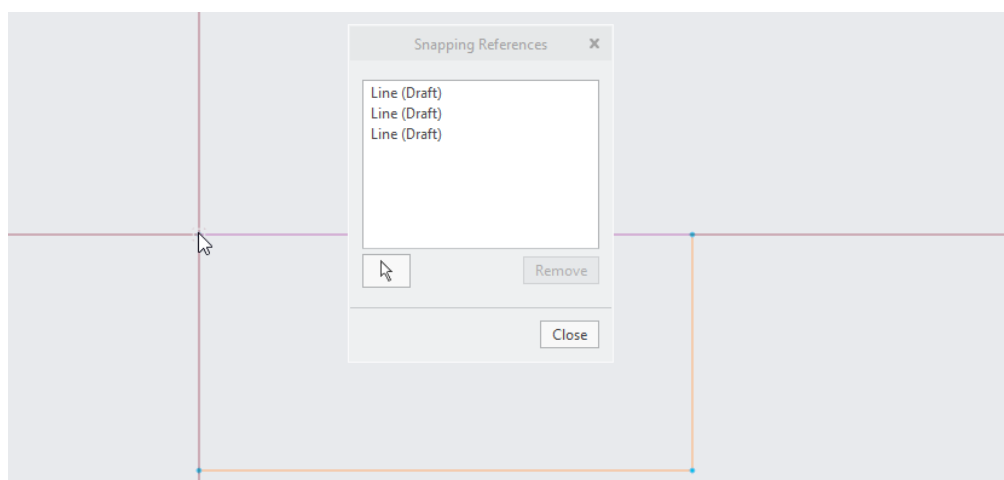 Snapping References
Line (Draft)
Line (Draft)
Line (Draft)
Remove
Close